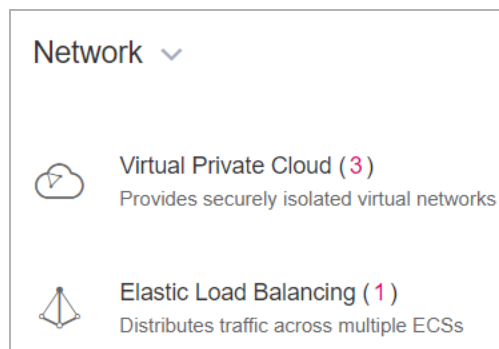 Network
Virtual Private Cloud (3)
Provides securely isolated virtual networks
Elastic Load Balancing (1)
Distributes traffic across multiple ECSs